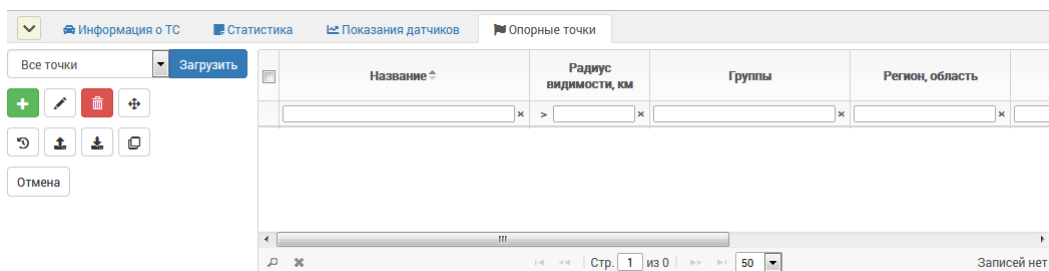 Информация о ТС Статистика Показания датчиков Опорные точки
Все точки Загрузить
Название Радиус видимости, км Группы Регион, область
>
Отмена
Стр. 1 из 0 50 Записей нет